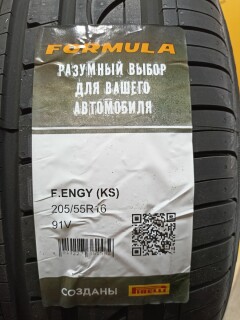 FORMULA
РАЗУМНЫЙ ВЫБОР
ДЛЯ ВАШЕГО
АВТОМОБИЛЯ
F.ENGY (KS)
205/55R16
91V
СОЗДАНЫ
PIRELLI